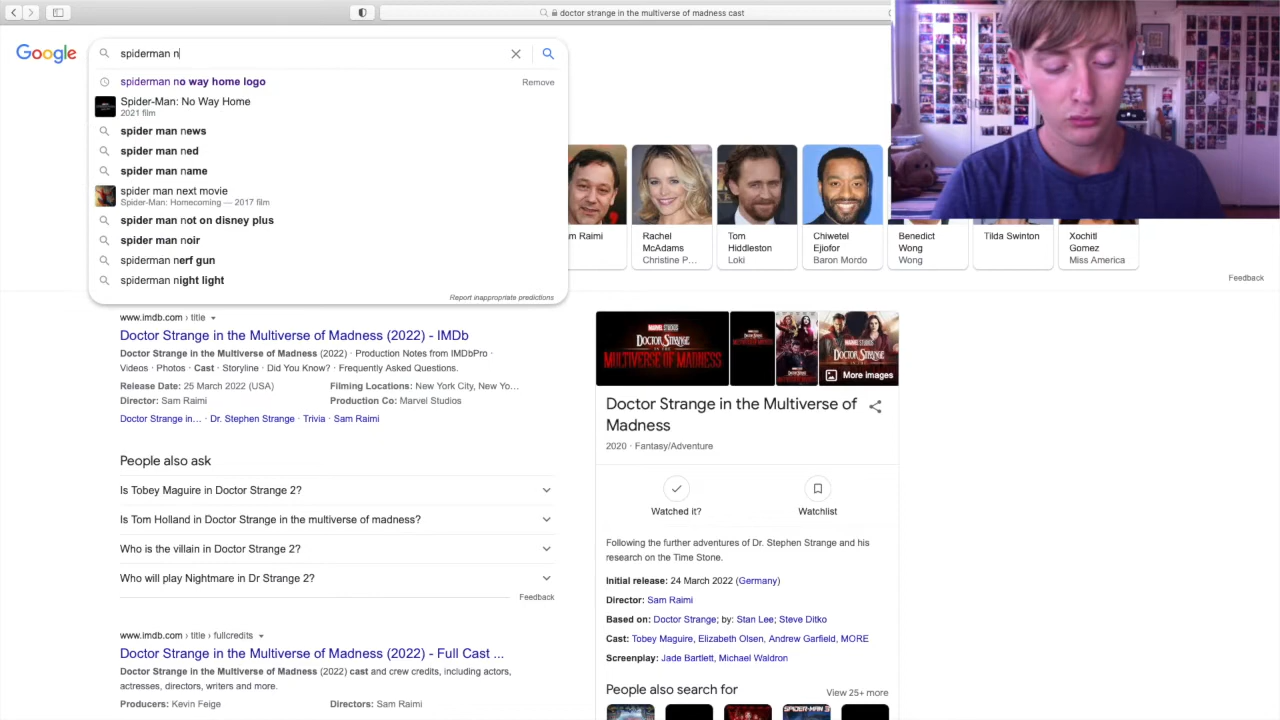 doctor strange in the multiverse of madness cast
Google
spiderman n
spiderman no way home logo
Remove
Spider-Man: No Way Home
2021 film
spider man news
spider man ned
spider man name
spider man next movie
Spider-Man: Homecoming — 2017 film
spider man not on disney plus
spider man noir
spiderman nerf gun
spiderman night light
Report inappropriate predictions
m Raimi
Rachel
McAdams
Christine P…
Tom
Hiddleston
Loki
Chiwetel
Ejiofor
Baron Mordo
Benedict
Wong
Wong
Tilda Swinton
Xochitl
Gomez
Miss America
Feedback
www.imdb.com › title
Doctor Strange in the Multiverse of Madness (2022) - IMDb
Doctor Strange in the Multiverse of Madness (2022) · Production Notes from IMDbPro ·
Videos · Photos · Cast · Storyline · Did You Know? · Frequently Asked Questions.
Release Date: 25 March 2022 (USA)
Filming Locations: New York City, New Yo…
Director: Sam Raimi
Production Co: Marvel Studios
Doctor Strange in… · Dr. Stephen Strange · Trivia · Sam Raimi
People also ask
Is Tobey Maguire in Doctor Strange 2?
Is Tom Holland in Doctor Strange in the multiverse of madness?
Who is the villain in Doctor Strange 2?
Who will play Nightmare in Dr Strange 2?
Feedback
www.imdb.com › title › fullcredits
Doctor Strange in the Multiverse of Madness (2022) - Full Cast ...
Doctor Strange in the Multiverse of Madness (2022) cast and crew credits, including actors,
actresses, directors, writers and more.
Producers: Kevin Feige
Directors: Sam Raimi
MARVEL STUDIOS
DOCTOR STRANGE
IN THE
MULTIVERSE OF MADNESS
DOCTOR STRANGE
More images
Doctor Strange in the Multiverse of
Madness
2020 · Fantasy/Adventure
Watched it?
Watchlist
Following the further adventures of Dr. Stephen Strange and his
research on the Time Stone.
Initial release: 24 March 2022 (Germany)
Director: Sam Raimi
Based on: Doctor Strange; by: Stan Lee; Steve Ditko
Cast: Tobey Maguire, Elizabeth Olsen, Andrew Garfield, MORE
Screenplay: Jade Bartlett, Michael Waldron
People also search for
View 25+ more
SPIDER-MAN 3